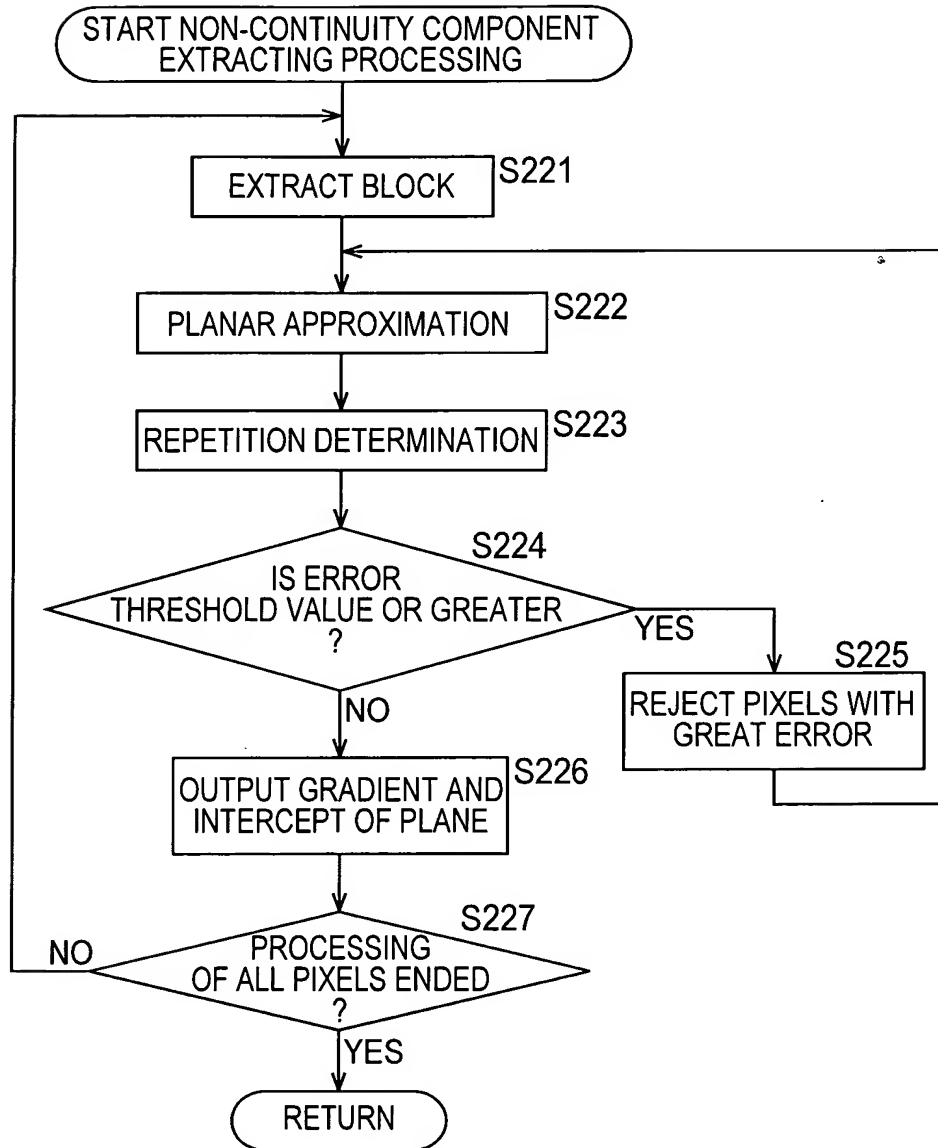 START NON-CONTINUITY COMPONENT
EXTRACTING PROCESSING
EXTRACT BLOCK
S221
PLANAR APPROXIMATION
S222
REPETITION DETERMINATION
S223
S224
IS ERROR
THRESHOLD VALUE OR GREATER
?
YES
S225
REJECT PIXELS WITH
GREAT ERROR
NO
S226
OUTPUT GRADIENT AND
INTERCEPT OF PLANE
S227
NO
PROCESSING
OF ALL PIXELS ENDED
?
YES
RETURN